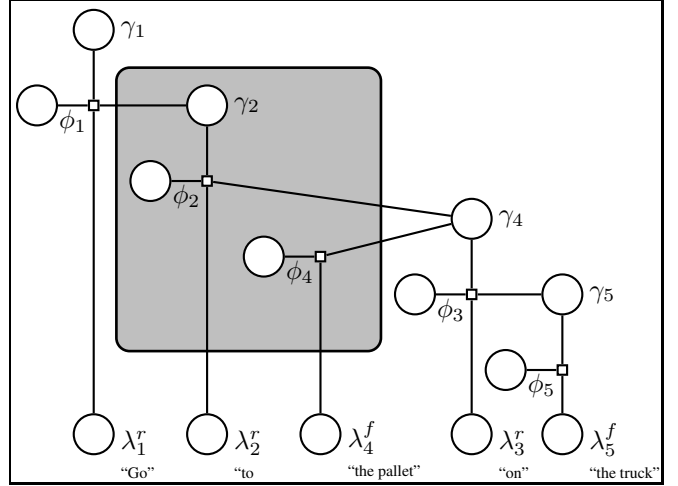 γ₁
ϕ₁
γ₂
ϕ₂
γ₄
ϕ₄
ϕ₃
γ₅
ϕ₅
λ₁ʳ λ₂ʳ λ₄ᶠ λ₃ʳ λ₅ᶠ
“Go” “to “the pallet” “on” “the truck”